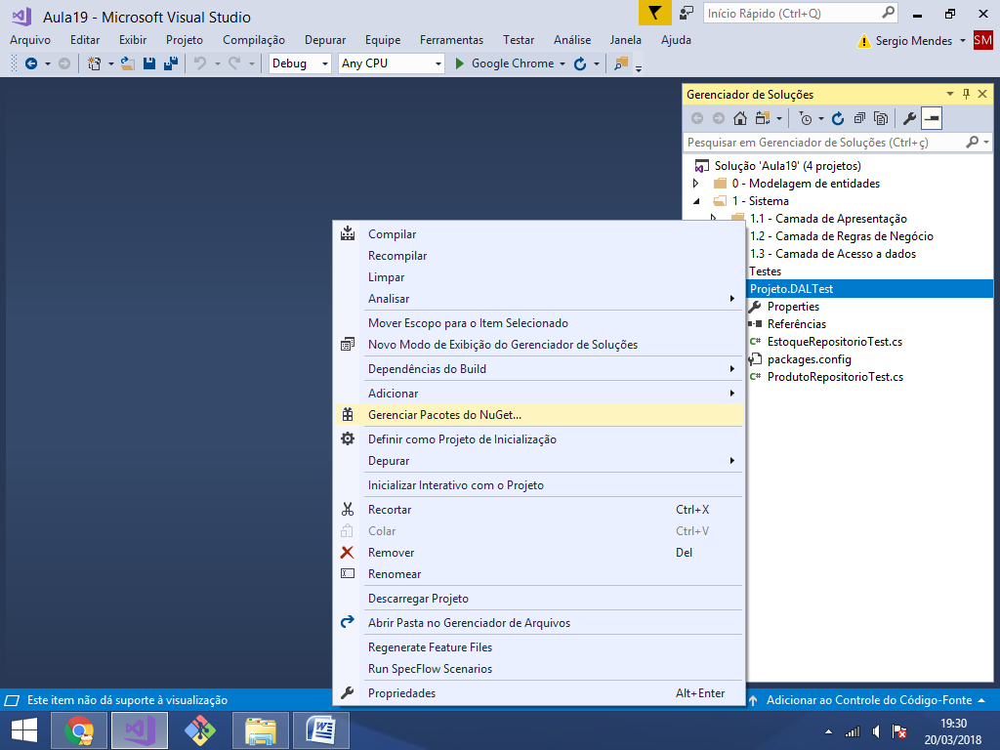 Aula19 - Microsoft Visual Studio
Início Rápido (Ctrl+Q)
Arquivo Editar Exibir Projeto Compilação Depurar Equipe Ferramentas Testar Análise Janela Ajuda Sergio Mendes SM
Debug Any CPU Google Chrome
Gerenciador de Soluções
Pesquisar em Gerenciador de Soluções (Ctrl+ç)
Solução 'Aula19' (4 projetos)
0 - Modelagem de entidades
1 - Sistema
1.1 - Camada de Apresentação
1.2 - Camada de Regras de Negócio
1.3 - Camada de Acesso a dados
Testes
Projeto.DALTest
Properties
Referências
EstoqueRepositorioTest.cs
packages.config
ProdutoRepositorioTest.cs
Compilar
Recompilar
Limpar
Analisar
Mover Escopo para o Item Selecionado
Novo Modo de Exibição do Gerenciador de Soluções
Dependências do Build
Adicionar
Gerenciar Pacotes do NuGet...
Definir como Projeto de Inicialização
Depurar
Inicializar Interativo com o Projeto
Recortar Ctrl+X
Colar Ctrl+V
Remover Del
Renomear
Descarregar Projeto
Abrir Pasta no Gerenciador de Arquivos
Regenerate Feature Files
Run SpecFlow Scenarios
Propriedades Alt+Enter
Este item não dá suporte à visualização
Adicionar ao Controle do Código-Fonte
19:30
20/03/2018